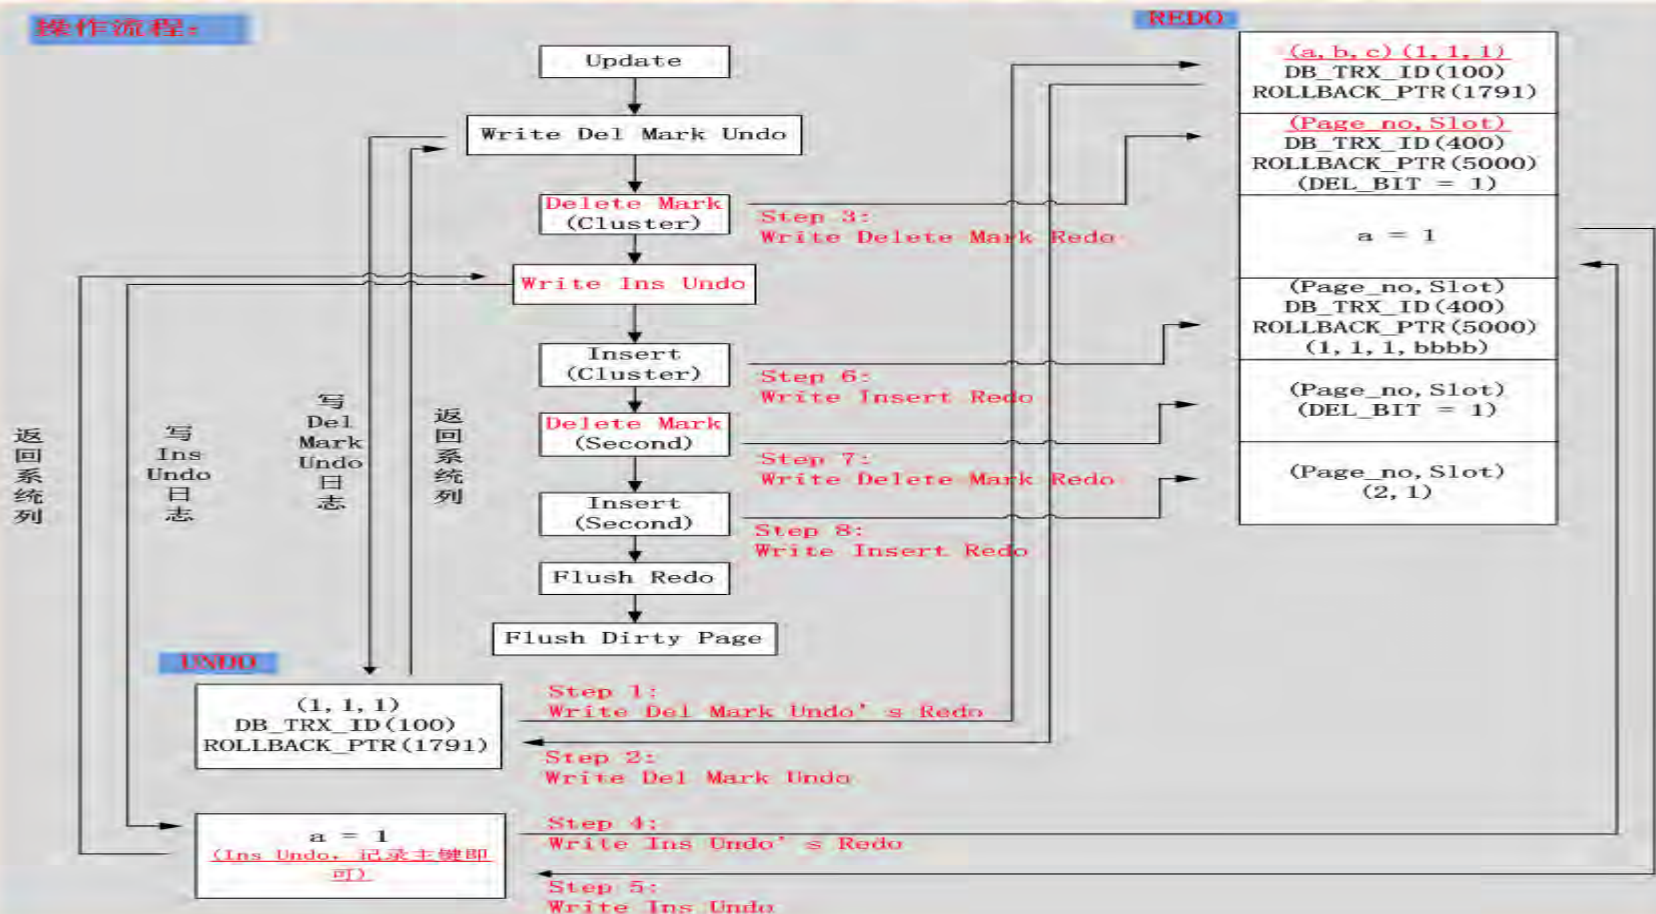 操作流程:
REDO
Update
Write Del Mark Undo
Delete Mark
(Cluster)
Write Ins Undo
Insert
(Cluster)
Delete Mark
(Second)
Insert
(Second)
Flush Redo
Flush Dirty Page
Step 3:
Write Delete Mark Redo
Step 6:
Write Insert Redo
Step 7:
Write Delete Mark Redo
Step 8:
Write Insert Redo
(a, b, c) (1, 1, 1)
DB_TRX_ID(100)
ROLLBACK_PTR(1791)
(Page_no, Slot)
DB_TRX_ID(400)
ROLLBACK_PTR(5000)
(DEL_BIT = 1)
a = 1
(Page_no, Slot)
DB_TRX_ID(400)
ROLLBACK_PTR(5000)
(1, 1, 1, bbbb)
(Page_no, Slot)
(DEL_BIT = 1)
(Page_no, Slot)
(2, 1)
返回系统列
写
Ins
Undo
日
志
写
Del
Mark
Undo
日
志
返回系统列
UNDO
(1, 1, 1)
DB_TRX_ID(100)
ROLLBACK_PTR(1791)
Step 1:
Write Del Mark Undo's Redo
Step 2:
Write Del Mark Undo
a = 1
(Ins Undo, 记录主键即
可)
Step 4:
Write Ins Undo's Redo
Step 5:
Write Ins Undo